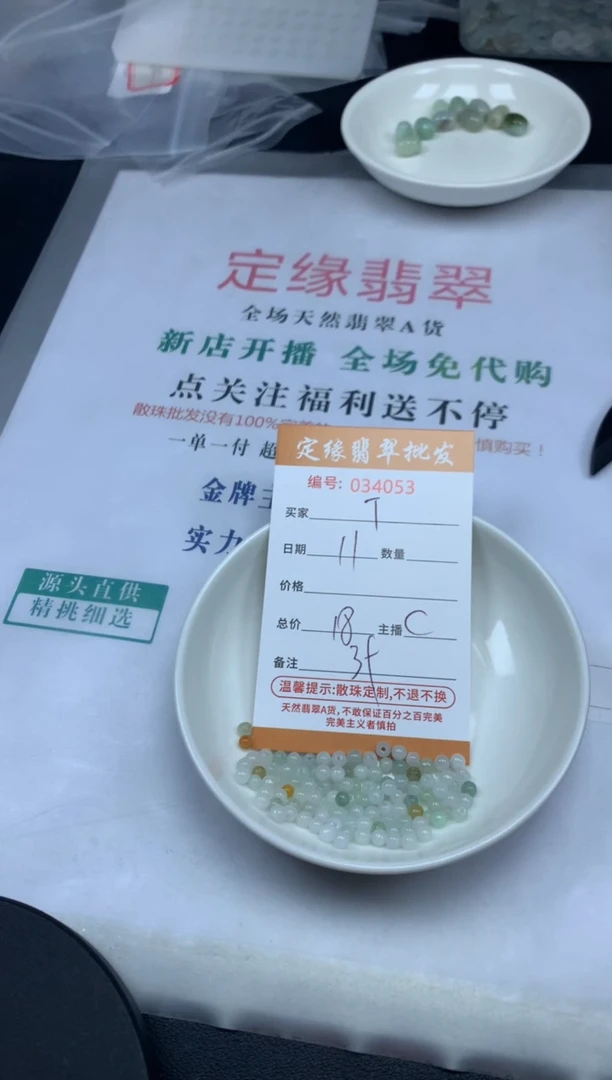 定缘翡翠
全场天然翡翠A货
新店开播 全场免代购
点关注福利送不停
散珠批发没有100%
慎购买！
一单一付 超
金牌主
实力
源头直供
精挑细选
定缘翡翠批发
编号: 034053
买家 T
日期 11 数量
价格
总价 18 主播 C
备注
温馨提示:散珠定制,不退不换
天然翡翠A货,不敢保证百分之百完美
完美主义者慎拍